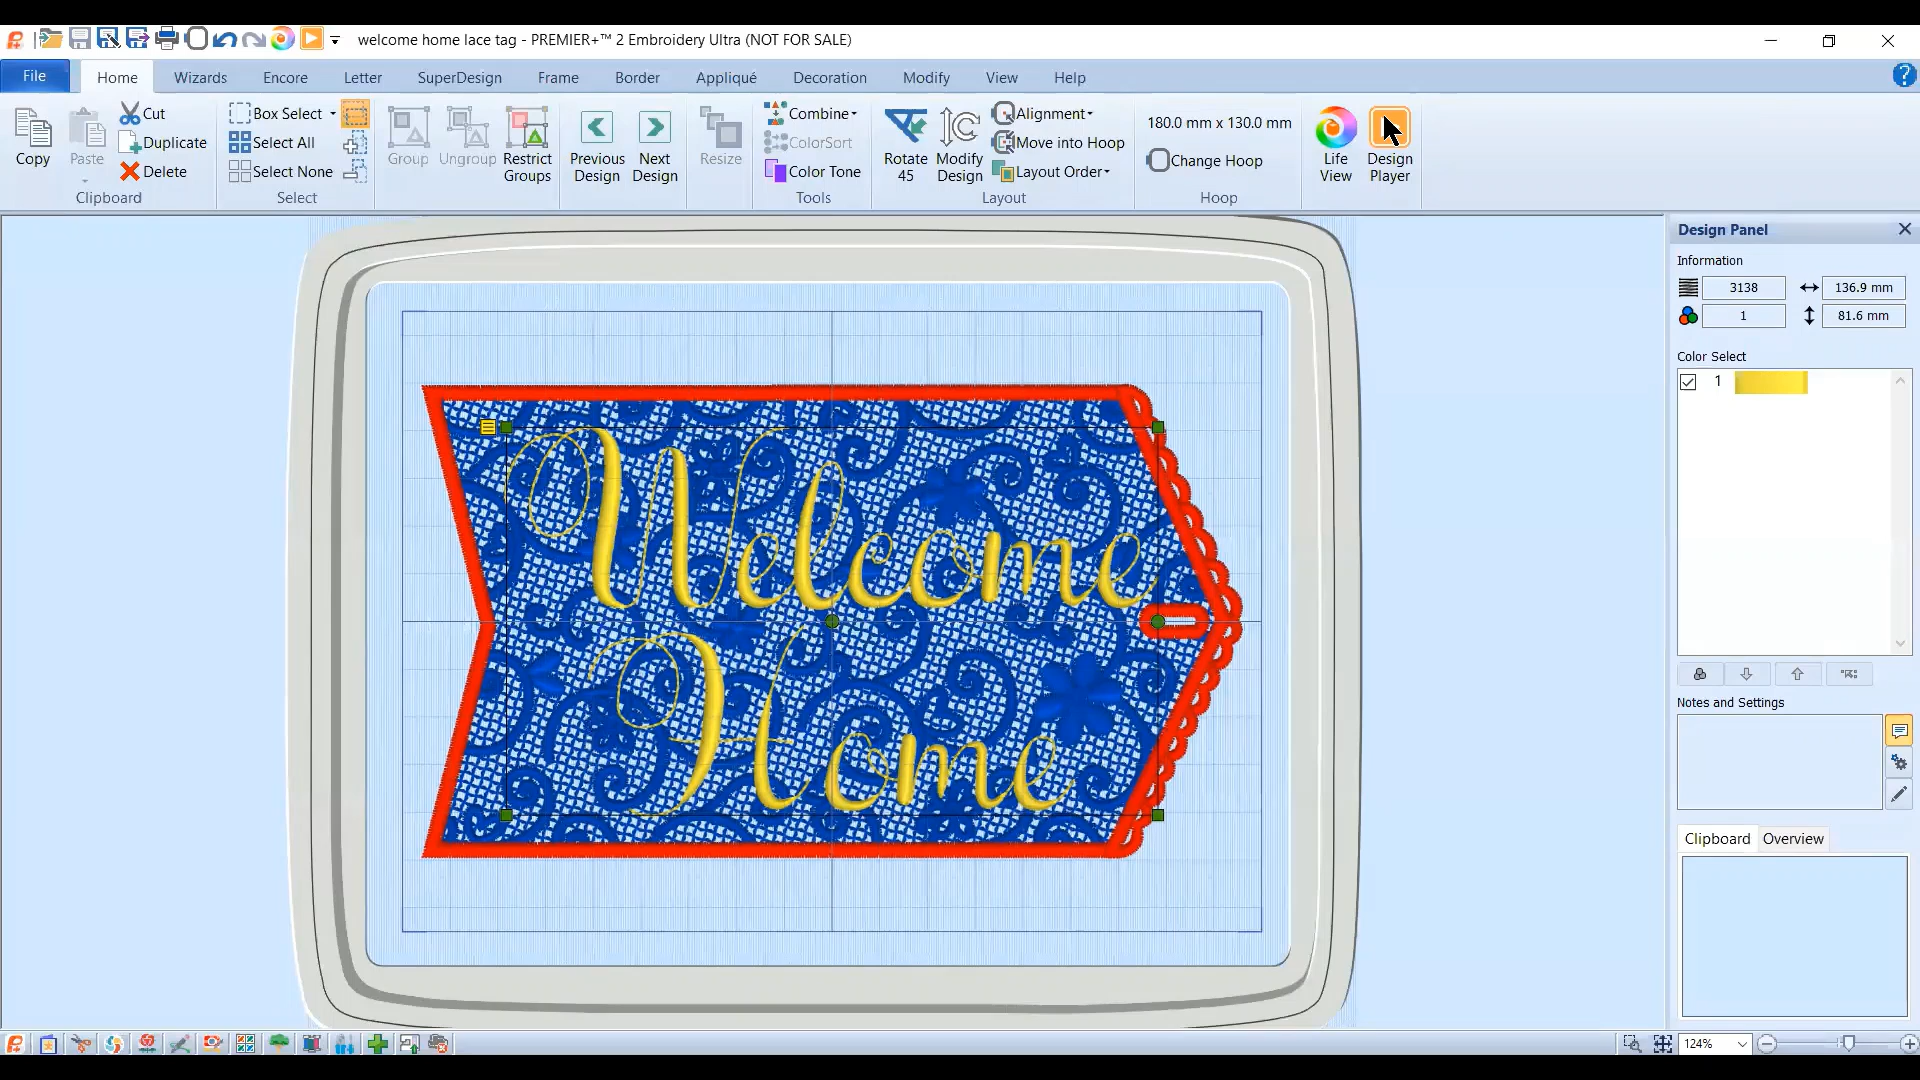 welcome home lace tag - PREMIER+™ 2 Embroidery Ultra (NOT FOR SALE)
File Home Wizards Encore Letter SuperDesign Frame Border Appliqué Decoration Modify View Help
Copy
Paste
Cut
Duplicate
Delete
Clipboard
Box Select
Select All
Select None
Select
Group
Ungroup
Restrict
Groups
Previous
Design
Next
Design
Resize
Combine
ColorSort
Color Tone
Tools
Rotate
45
Modify
Design
Alignment
Move into Hoop
Layout Order
Layout
180.0 mm x 130.0 mm
Change Hoop
Hoop
Life
View
Design
Player
Welcome
Home
Design Panel
Information
3138 136.9 mm
1 81.6 mm
Color Select
1
Notes and Settings
Clipboard Overview
124%